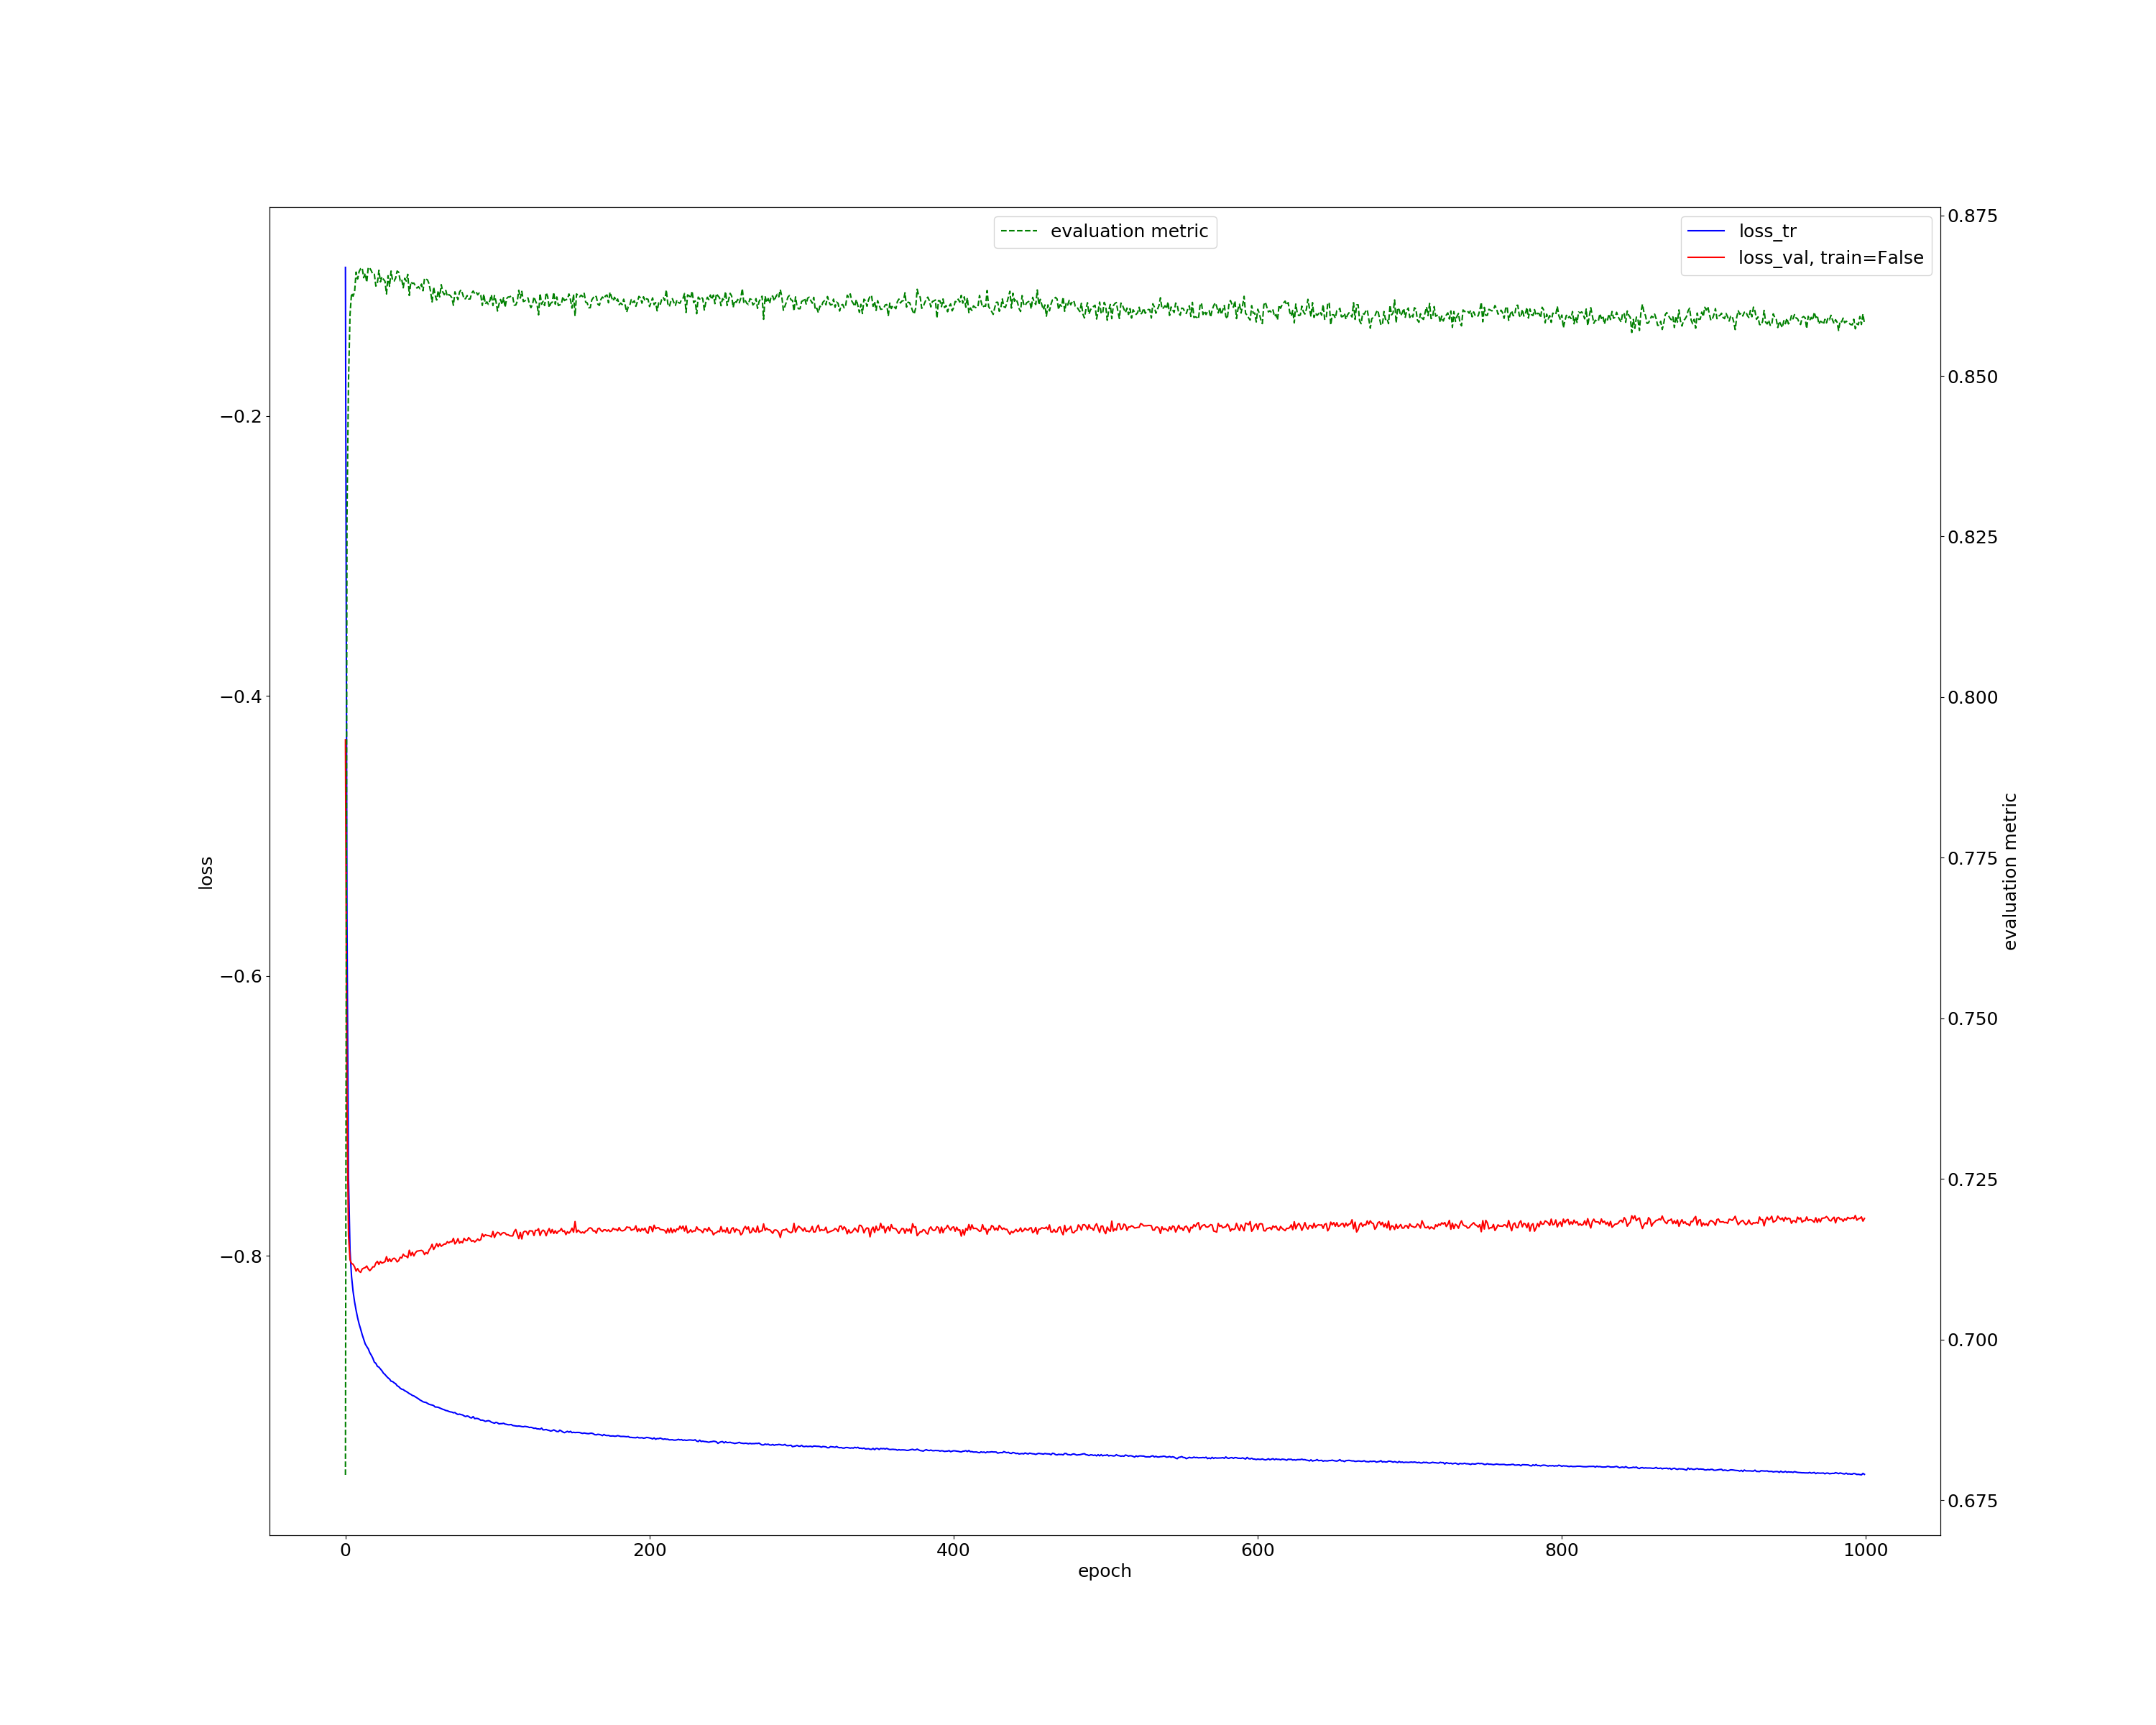 evaluation metric
loss_tr
loss_val, train=False
0.875
0.850
−0.2
0.825
−0.4
0.800
0.775
loss
evaluation metric
−0.6
0.750
0.725
−0.8
0.700
0.675
0 200 400 600 800 1000
epoch